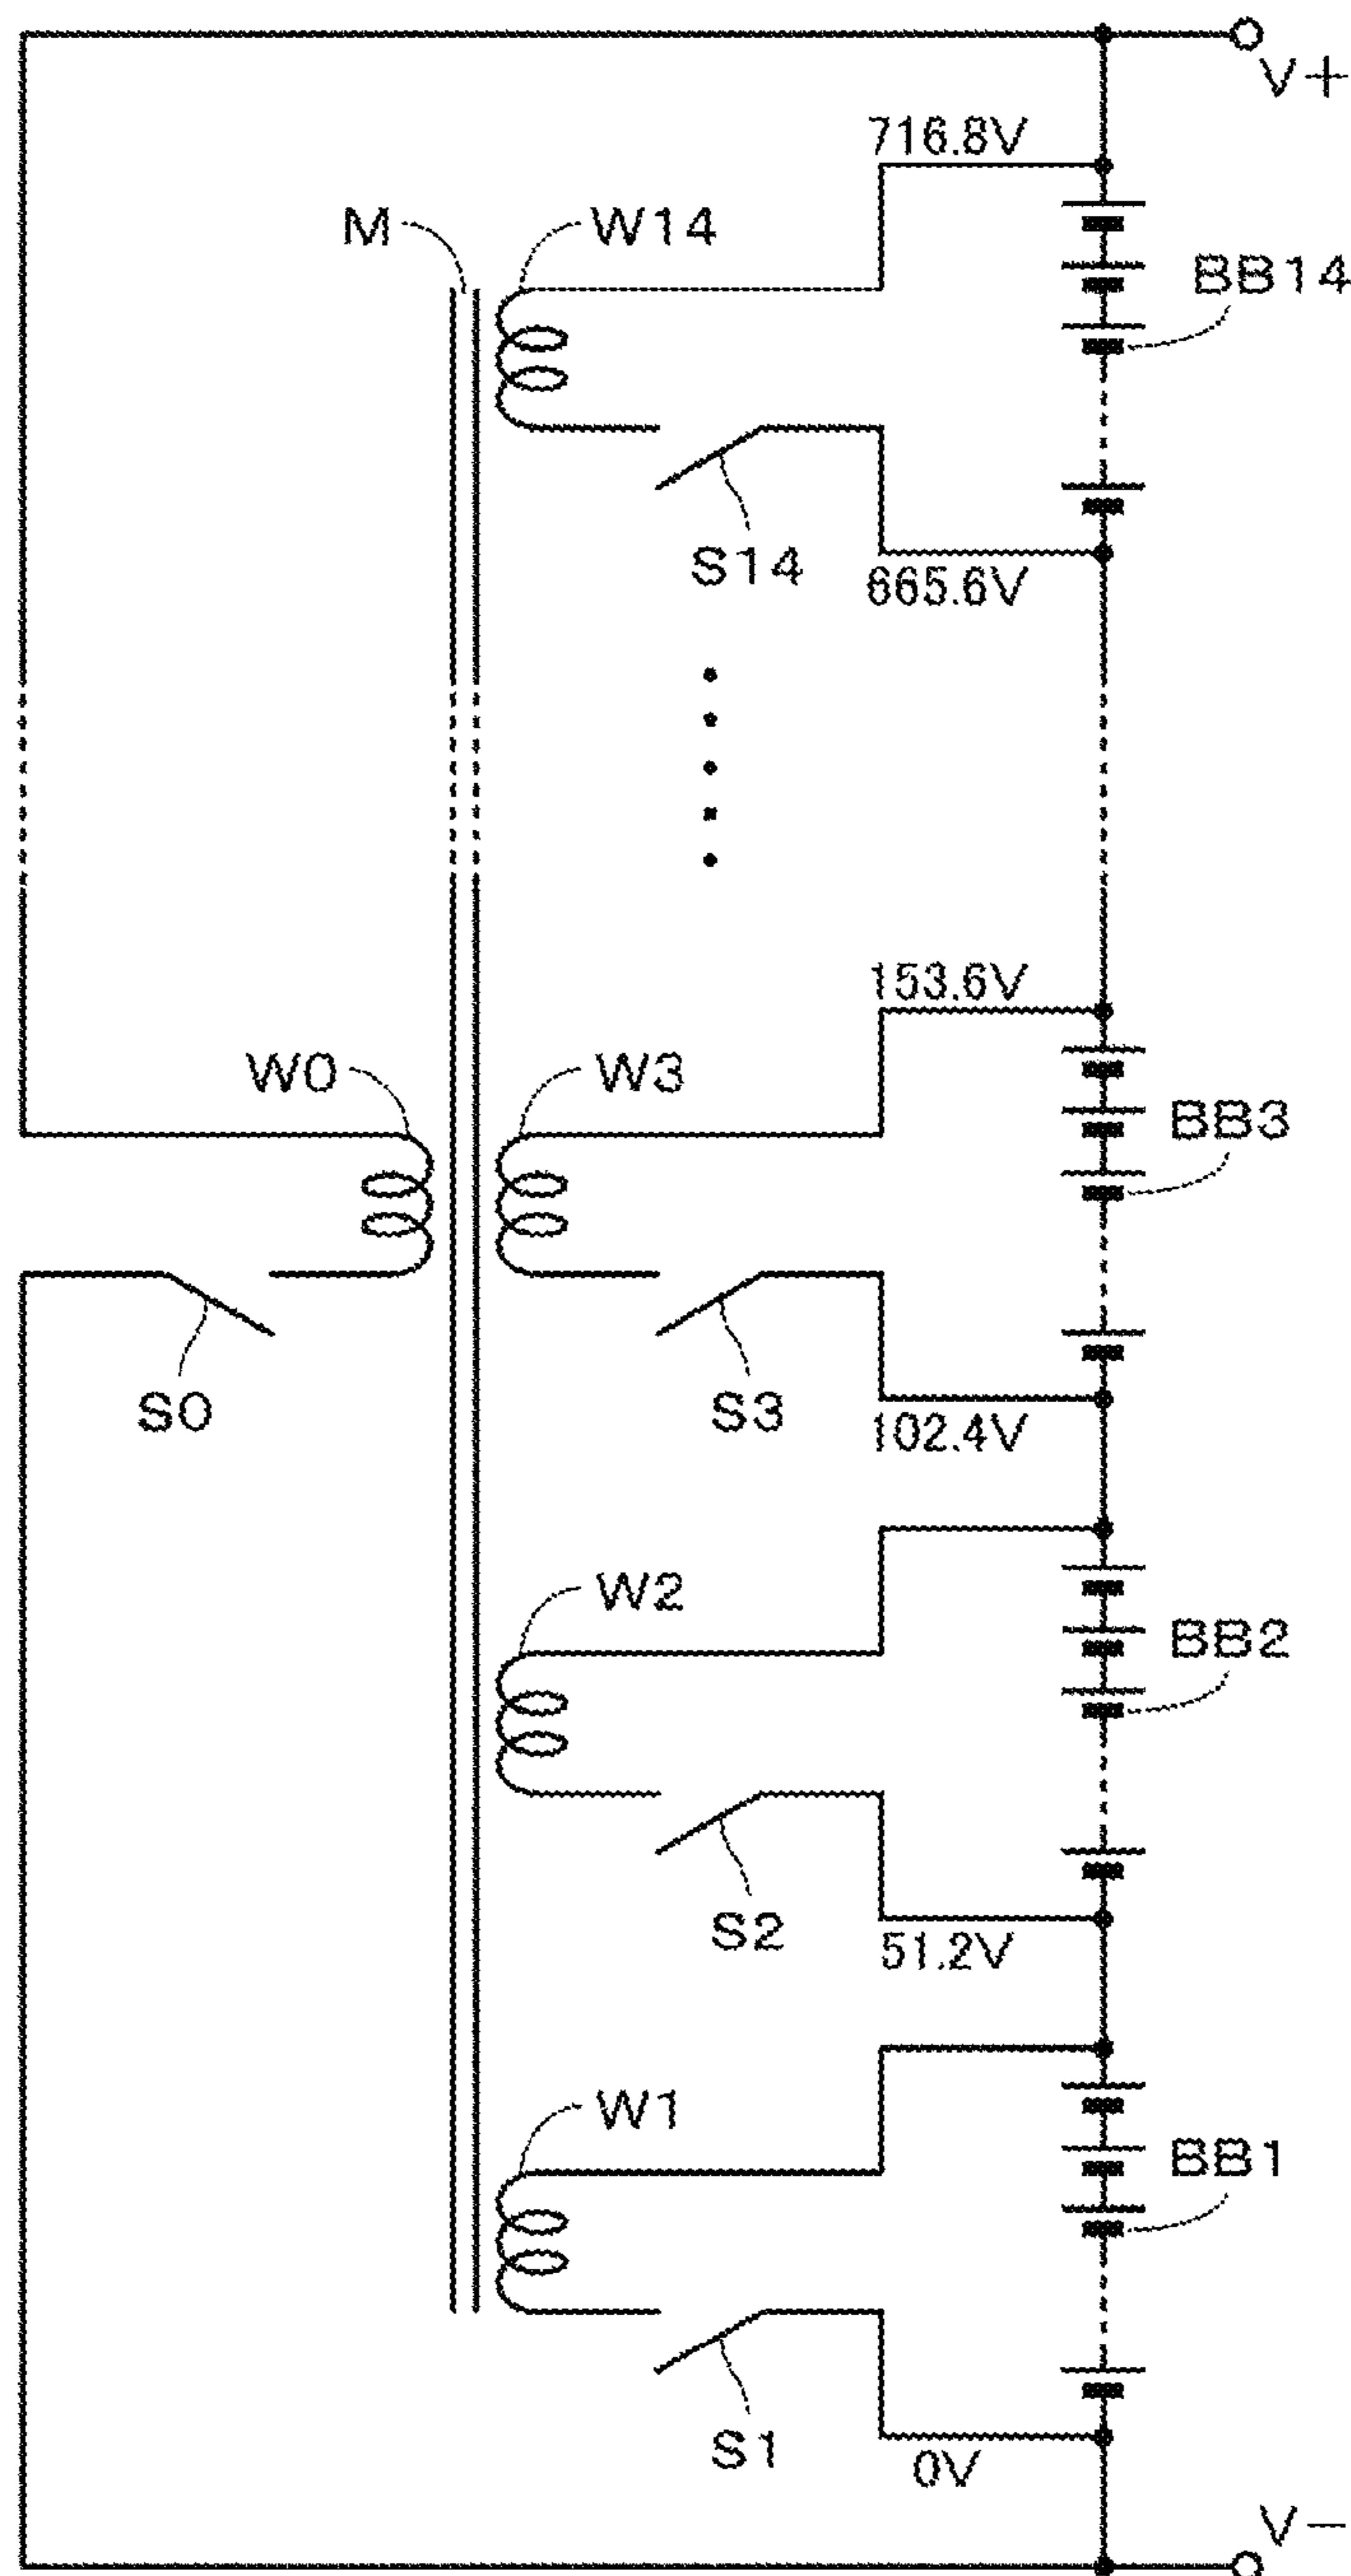 V+
716.8V
M
W14
BB14
S14
665.6V
153.6V
W0
W3
BB3
S0
S3
102.4V
W2
BB2
S2
51.2V
W1
BB1
S1
0V
V−